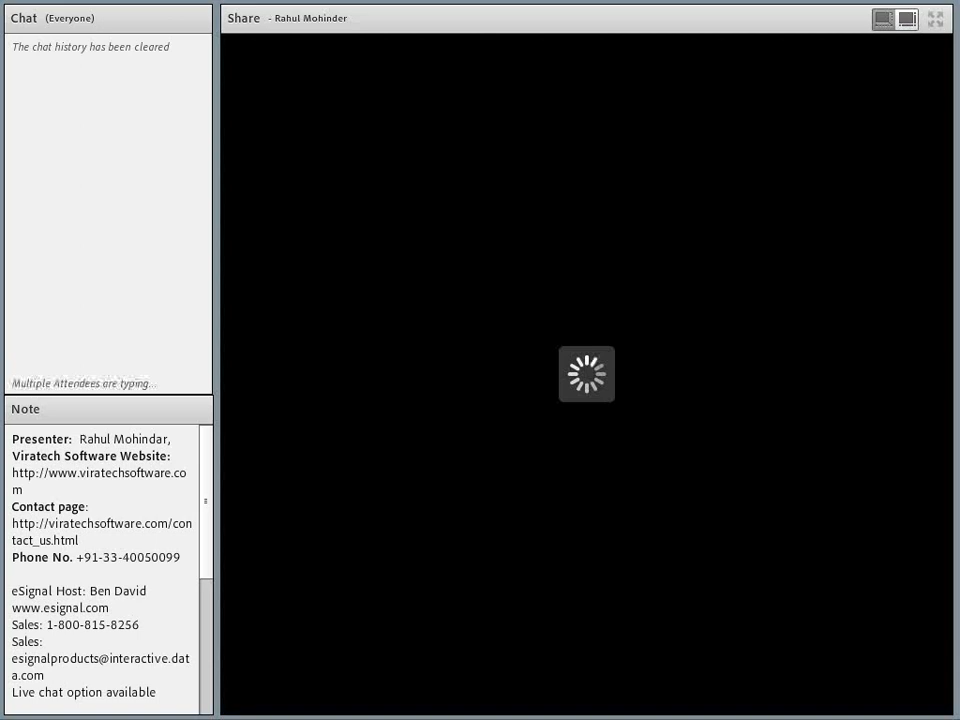 Chat (Everyone)
The chat history has been cleared
Multiple Attendees are typing...
Share - Rahul Mohinder
Note
Presenter: Rahul Mohindar,
Viratech Software Website:
http://www.viratechsoftware.co
m
Contact page:
http://viratechsoftware.com/con
tact_us.html
Phone No. +91-33-40050099
eSignal Host: Ben David
www.esignal.com
Sales: 1-800-815-8256
Sales:
esignalproducts@interactive.dat
a.com
Live chat option available